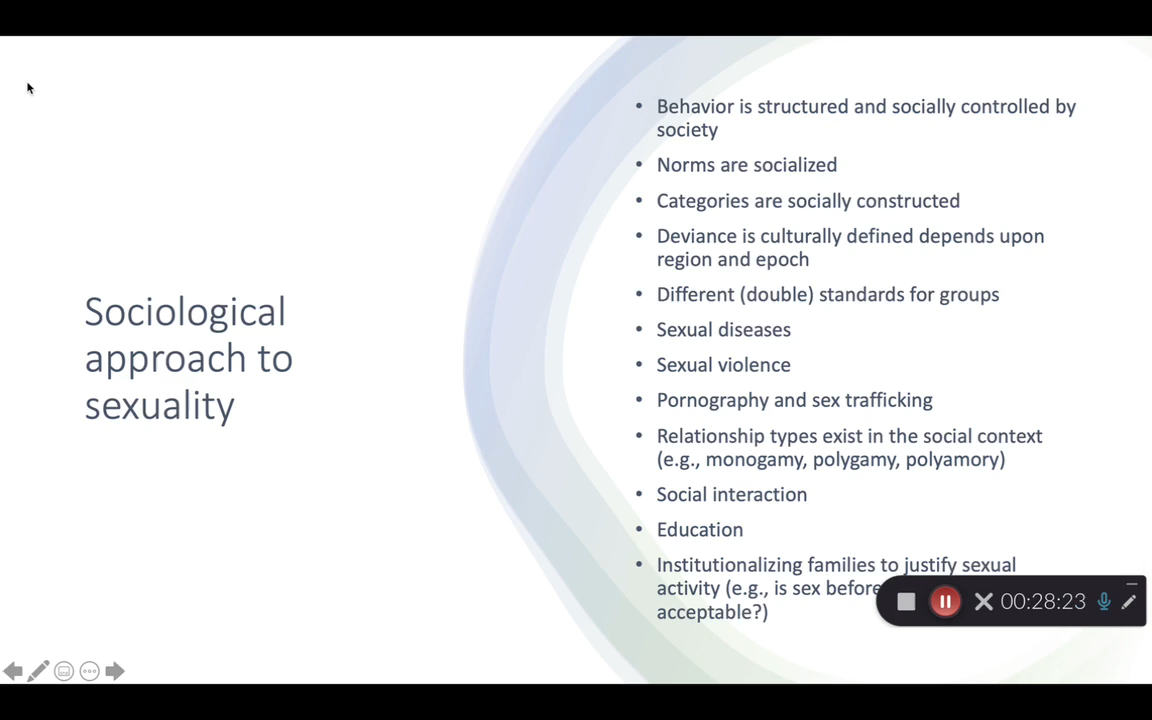 Sociological
approach to
sexuality
• Behavior is structured and socially controlled by
society
• Norms are socialized
• Categories are socially constructed
• Deviance is culturally defined depends upon
region and epoch
• Different (double) standards for groups
• Sexual diseases
• Sexual violence
• Pornography and sex trafficking
• Relationship types exist in the social context
(e.g., monogamy, polygamy, polyamory)
• Social interaction
• Education
• Institutionalizing families to justify sexual
activity (e.g., is sex before
acceptable?)
00:28:23